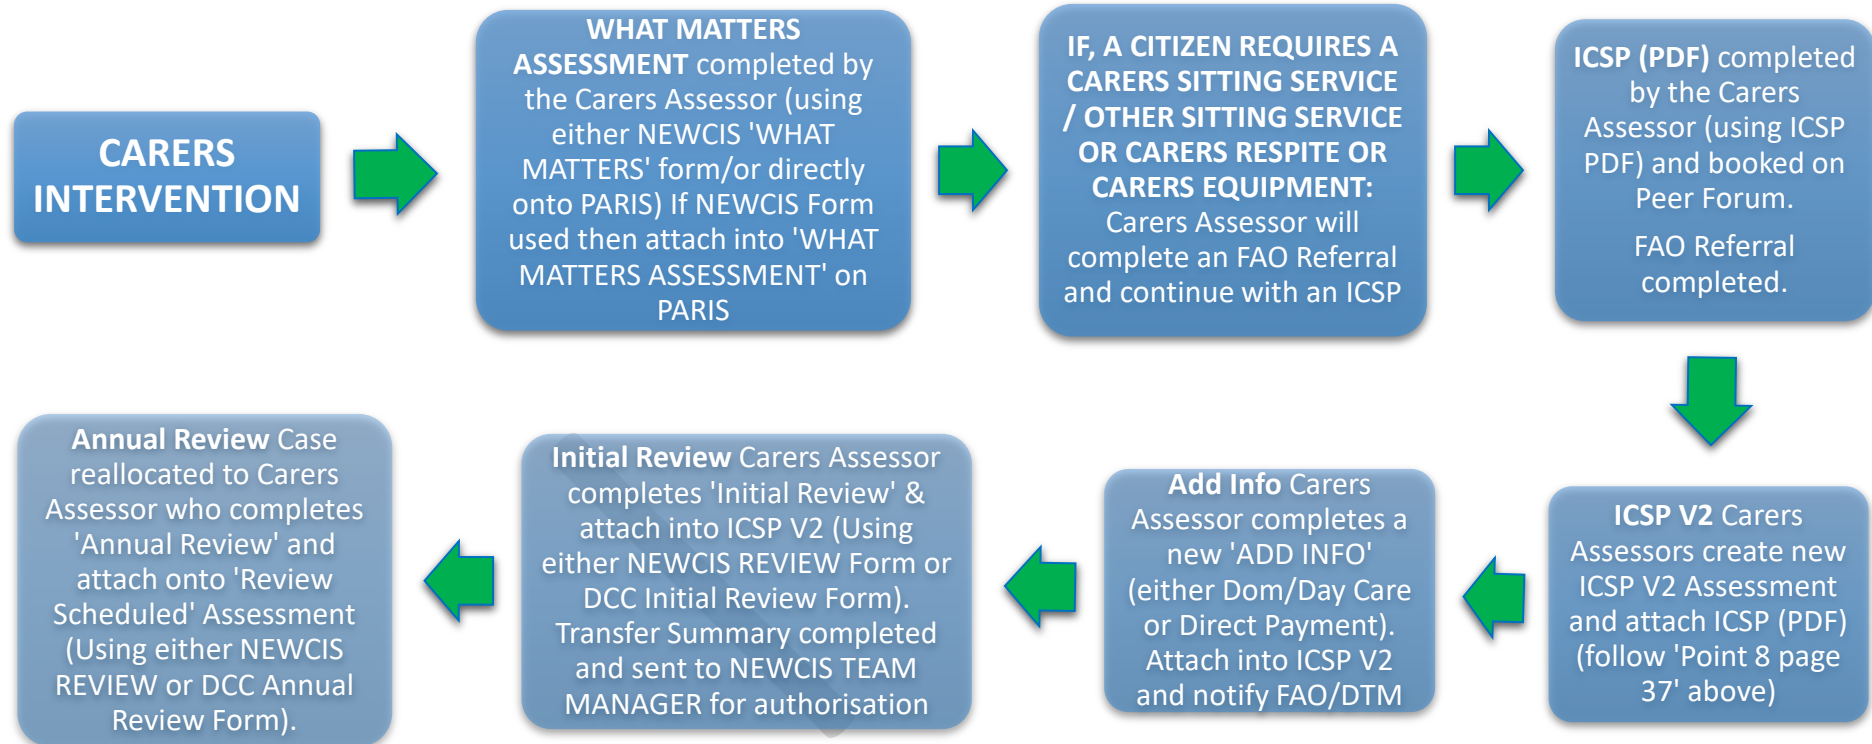 CARERS
INTERVENTION
WHAT MATTERS
ASSESSMENT completed by
the Carers Assessor (using
either NEWCIS 'WHAT
MATTERS' form/or directly
onto PARIS) If NEWCIS Form
used then attach into 'WHAT
MATTERS ASSESSMENT' on
PARIS
IF, A CITIZEN REQUIRES A
CARERS SITTING SERVICE
/ OTHER SITTING SERVICE
OR CARERS RESPITE OR
CARERS EQUIPMENT:
Carers Assessor will
complete an FAO Referral
and continue with an ICSP
ICSP (PDF) completed
by the Carers
Assessor (using ICSP
PDF) and booked on
Peer Forum.
FAO Referral
completed.
ICSP V2 Carers
Assessors create new
ICSP V2 Assessment
and attach ICSP (PDF)
(follow 'Point 8 page
37' above)
Add Info Carers
Assessor completes a
new 'ADD INFO'
(either Dom/Day Care
or Direct Payment).
Attach into ICSP V2
and notify FAO/DTM
Initial Review Carers Assessor
completes 'Initial Review' &
attach into ICSP V2 (Using
either NEWCIS REVIEW Form or
DCC Initial Review Form).
Transfer Summary completed
and sent to NEWCIS TEAM
MANAGER for authorisation
Annual Review Case
reallocated to Carers
Assessor who completes
'Annual Review' and
attach onto 'Review
Scheduled' Assessment
(Using either NEWCIS
REVIEW or DCC Annual
Review Form).